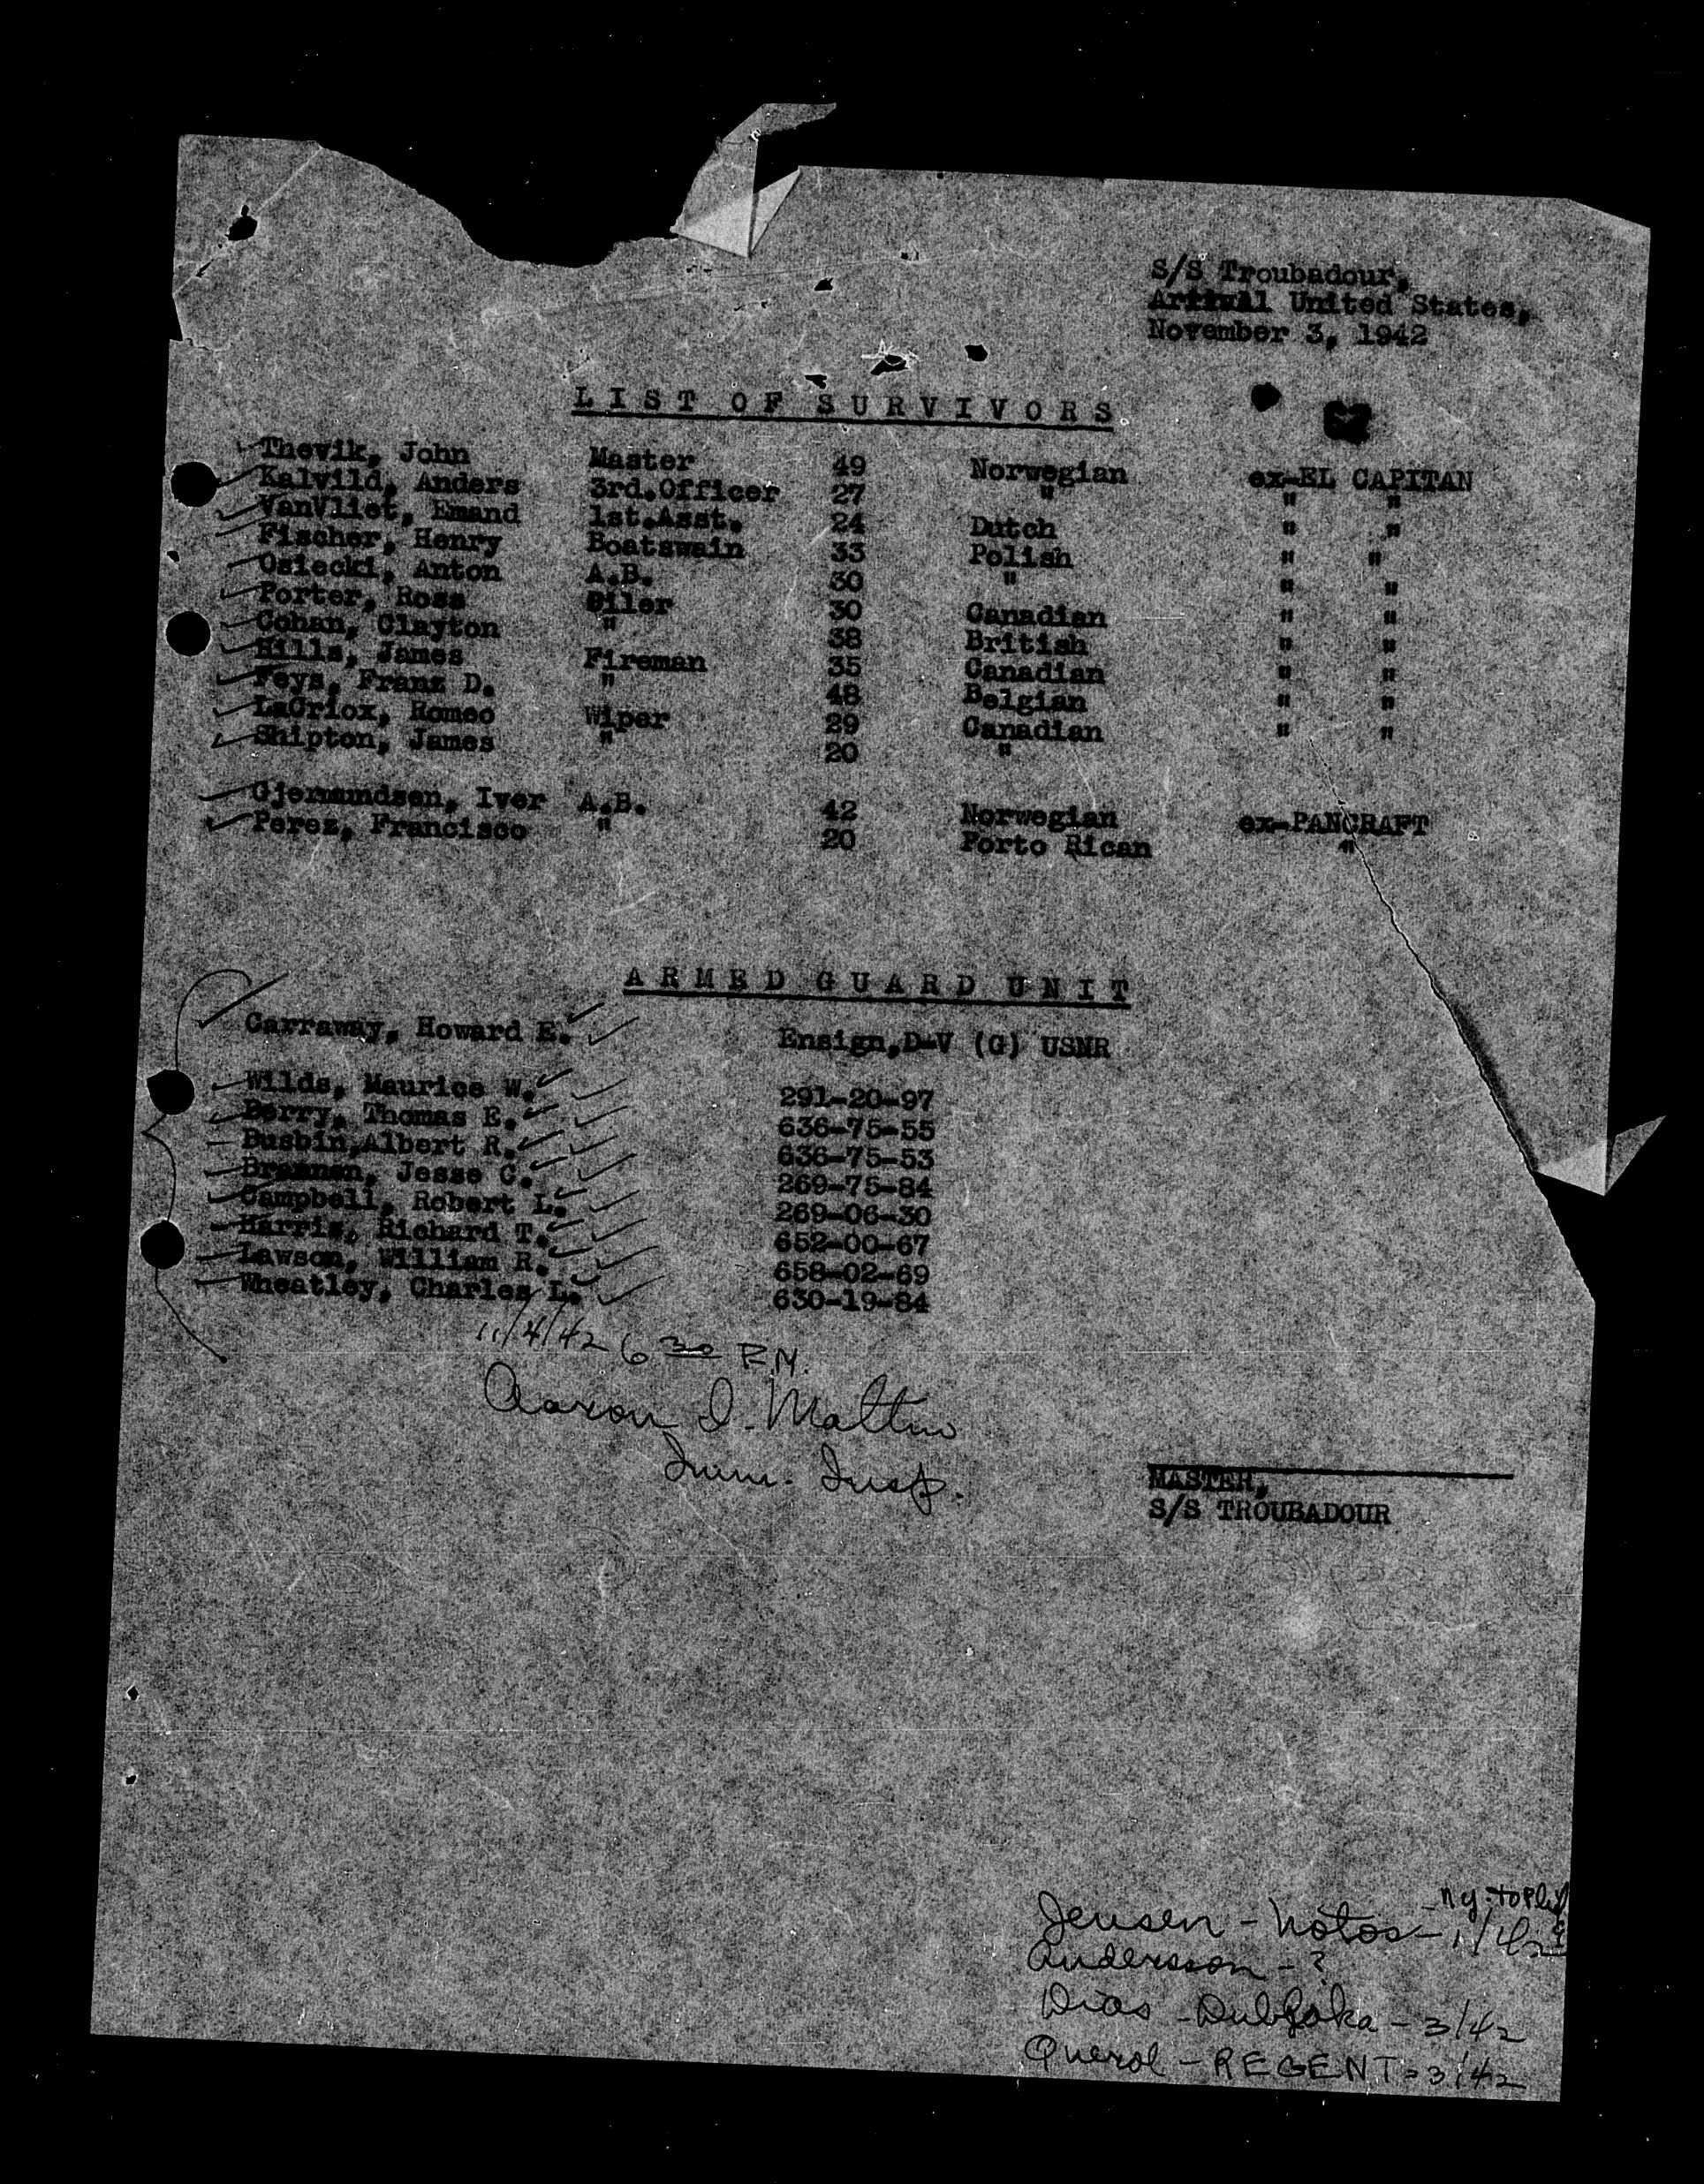 S/S Troubadour,
Arrival United States,
November 3, 1942
LIST OF SURVIVORS
Thevik, John Master 49 Norwegian ex-EL CAPITAN
Kalvild, Anders 3rd.Officer 27 " " "
VanVliet, Emand 1st.Asst. 24 Dutch " "
Fischer, Henry Boatswain 33 Polish " "
Osiecki, Anton A.B. 30 " " "
Porter, Ross Oiler 30 Canadian " "
Cohan, Clayton " 38 British " "
Hills, James Fireman 35 Canadian " "
Feys, Franz D. " 48 Belgian " "
LaCriox, Romeo Wiper 29 Canadian " "
Shipton, James " 20 "
Gjermundsen, Iver A.B. 42 Norwegian ex-PANCRAFT
Perez, Francisco " 20 Porto Rican "
ARMED GUARD UNIT
Carraway, Howard E. Ensign,D-V (G) USNR
Wilds, Maurice W. 291-20-97
Berry, Thomas E. 636-75-55
Busbin,Albert R. 636-75-53
Brannen, Jesse C. 269-75-84
Campbell, Robert L. 269-06-30
Harris, Richard T. 652-00-67
Lawson, William R. 658-02-69
Wheatley, Charles L. 630-19-84
11/4/42 6 30 P.M.
Aaron I. Maltin
Imm. Insp.
MASTER,
S/S TROUBADOUR
Jensen - Notos -
Andersson - ?
Dias - - 3/42
Querol - REGENT - 3/42